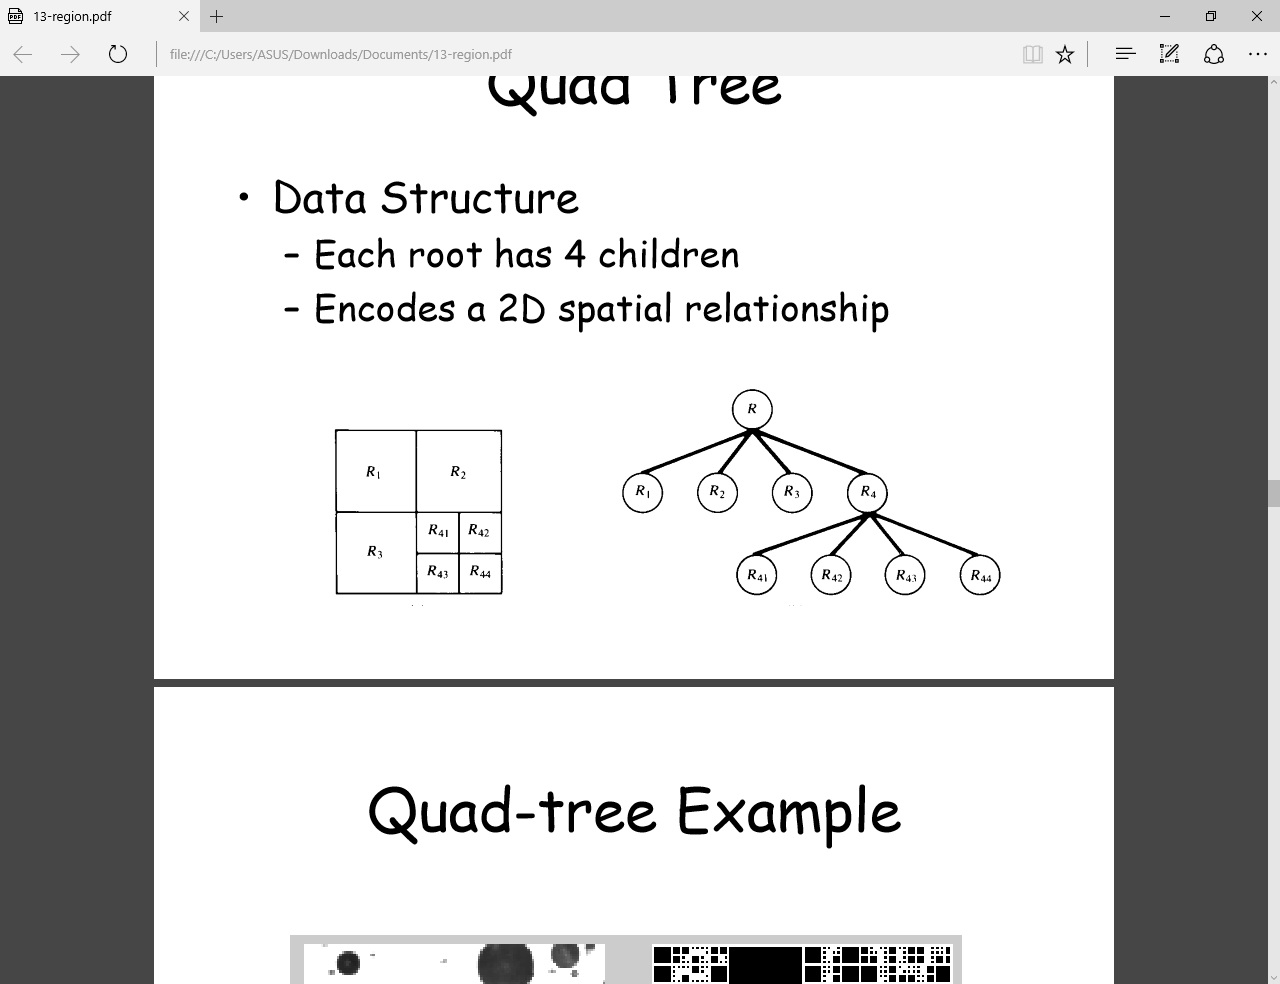 13-region.pdf
file:///C:/Users/ASUS/Downloads/Documents/13-region.pdf
Quad Tree
• Data Structure
– Each root has 4 children
– Encodes a 2D spatial relationship
R1 R2
R3 R41 R42
R43 R44
R
R1 R2 R3 R4
R41 R42 R43 R44
Quad-tree Example